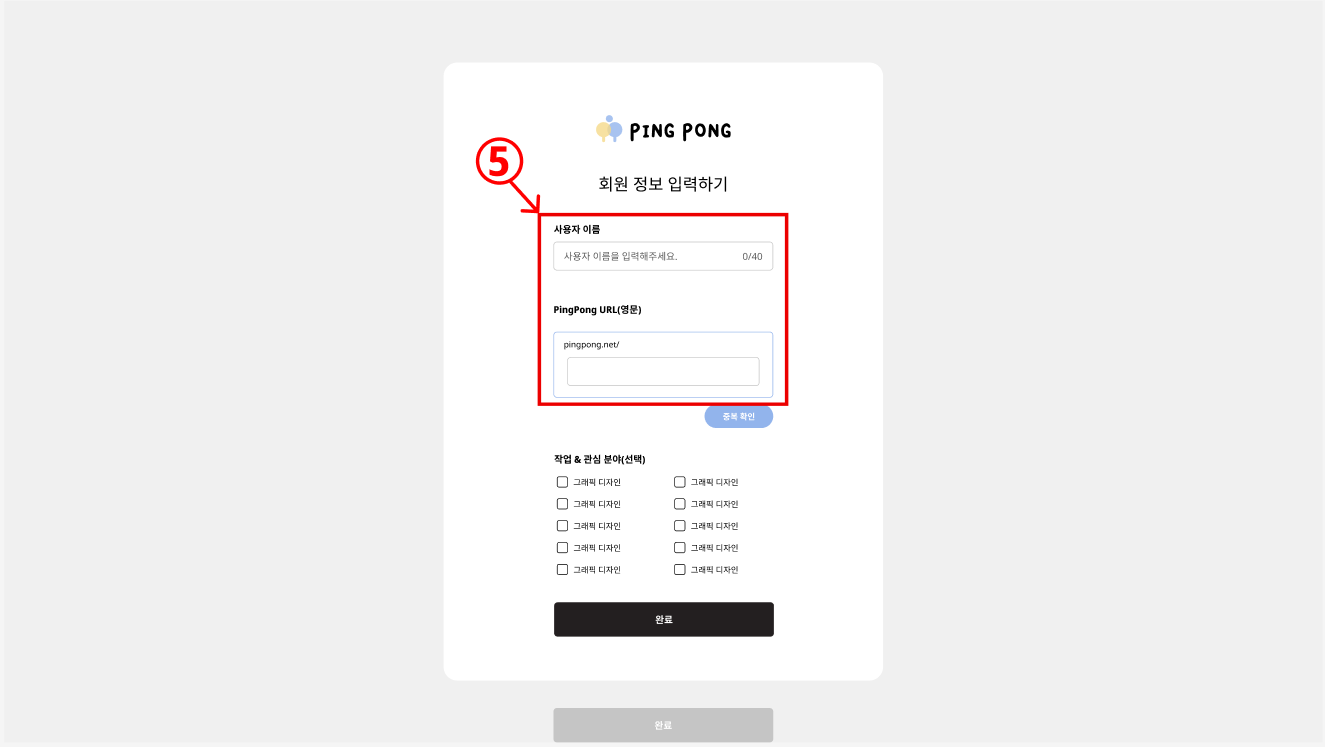 PING PONG
⑤
회원 정보 입력하기
사용자 이름
사용자 이름을 입력해주세요. 0/40
PingPong URL(영문)
pingpong.net/
중복 확인
작업 & 관심 분야(선택)
그래픽 디자인 그래픽 디자인
그래픽 디자인 그래픽 디자인
그래픽 디자인 그래픽 디자인
그래픽 디자인 그래픽 디자인
그래픽 디자인 그래픽 디자인
완료
완료